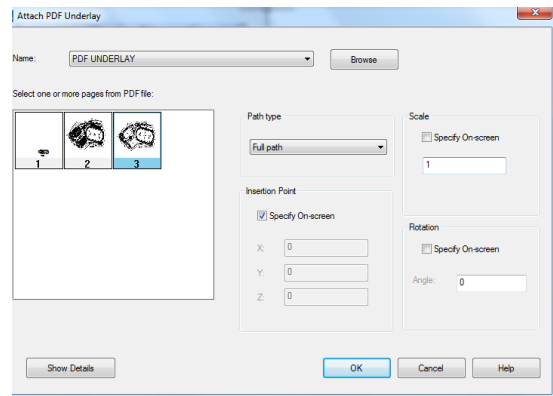 Attach PDF Underlay
Name: PDF UNDERLAY Browse
Select one or more pages from PDF file:
1 2 3
Path type
Full path
Insertion Point
Specify On-screen
X: 0
Y: 0
Z: 0
Scale
Specify On-screen
1
Rotation
Specify On-screen
Angle: 0
Show Details OK Cancel Help